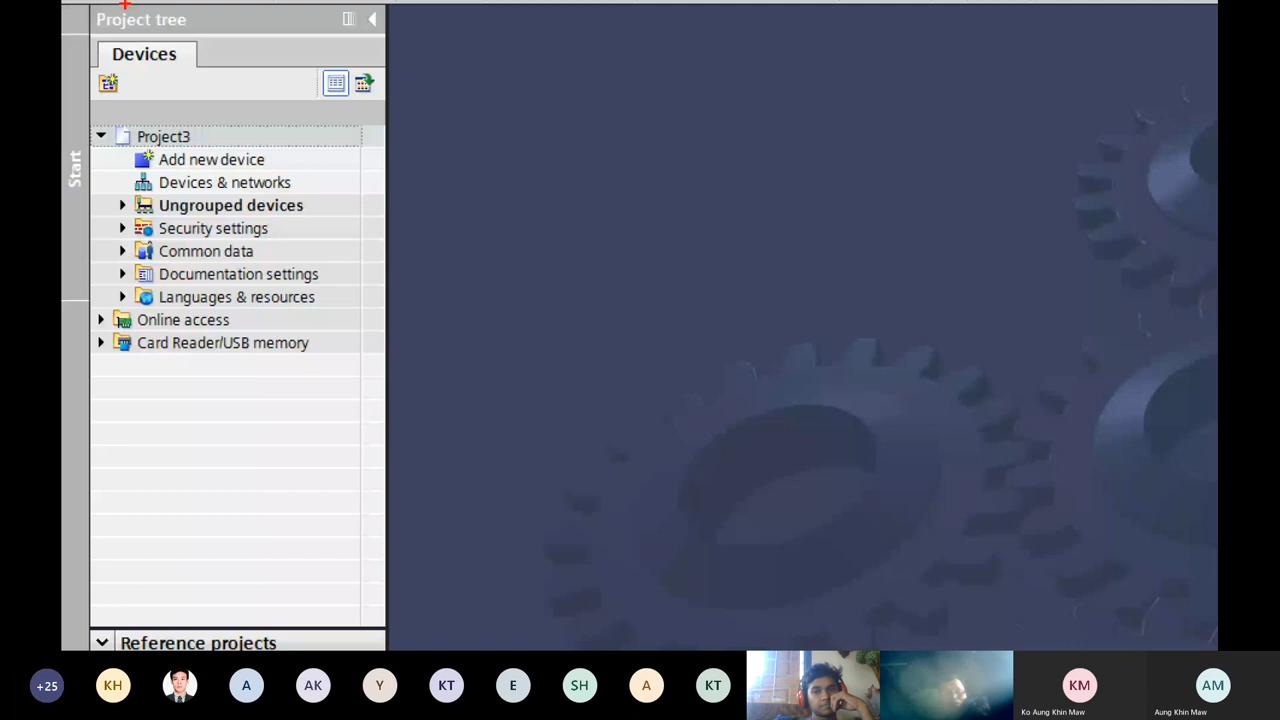 Project tree
Devices
Start
Project3
Add new device
Devices & networks
Ungrouped devices
Security settings
Common data
Documentation settings
Languages & resources
Online access
Card Reader/USB memory
Reference projects
+25
KH
A
AK
Y
KT
E
SH
A
KT
KM
AM
Ko Aung Khin Maw
Aung Khin Maw